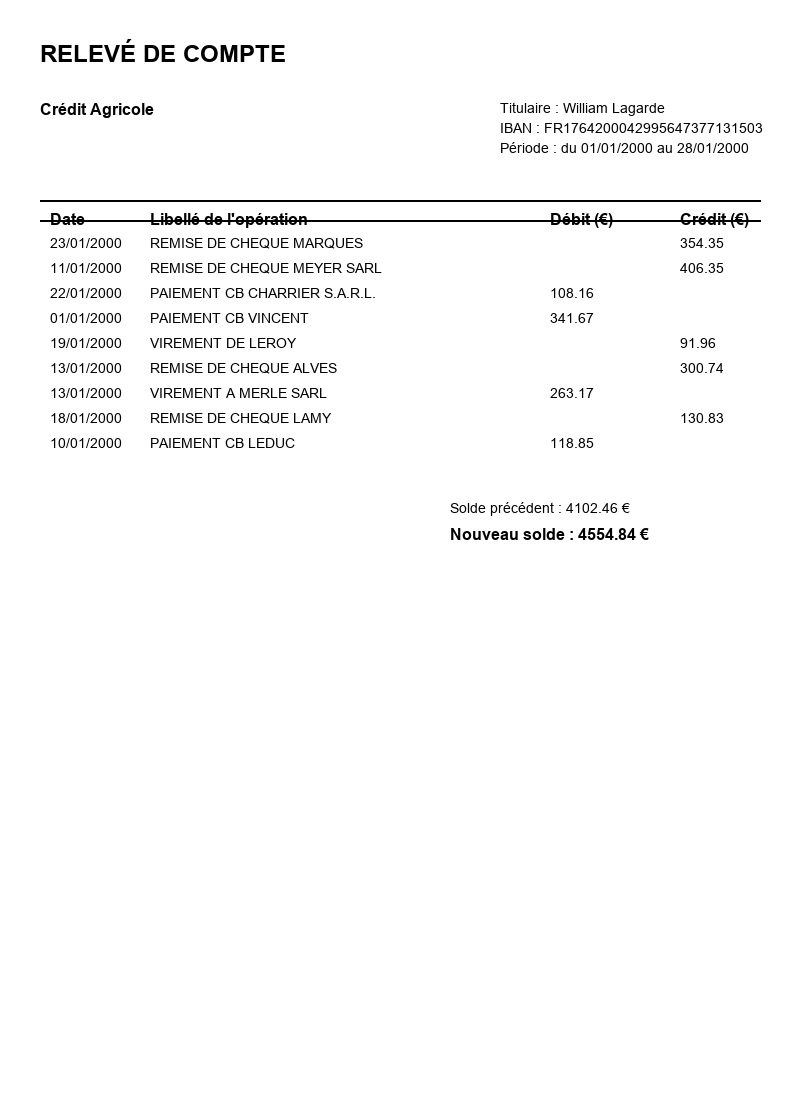 RELEVÉ DE COMPTE
Crédit Agricole
Titulaire : William Lagarde
IBAN : FR1764200042995647377131503
Période : du 01/01/2000 au 28/01/2000
Date Libellé de l'opération Débit (€) Crédit (€)
23/01/2000 REMISE DE CHEQUE MARQUES 354.35
11/01/2000 REMISE DE CHEQUE MEYER SARL 406.35
22/01/2000 PAIEMENT CB CHARRIER S.A.R.L. 108.16
01/01/2000 PAIEMENT CB VINCENT 341.67
19/01/2000 VIREMENT DE LEROY 91.96
13/01/2000 REMISE DE CHEQUE ALVES 300.74
13/01/2000 VIREMENT A MERLE SARL 263.17
18/01/2000 REMISE DE CHEQUE LAMY 130.83
10/01/2000 PAIEMENT CB LEDUC 118.85
Solde précédent : 4102.46 €
Nouveau solde : 4554.84 €